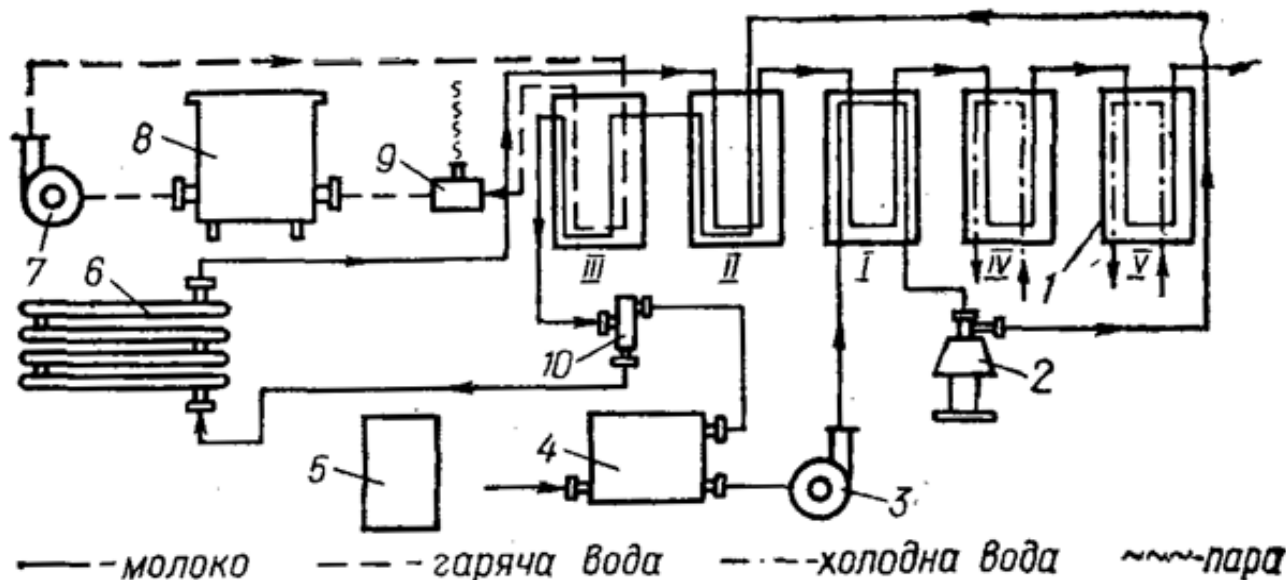 8
9
7
6
III
II
I
IV
1
V
10
2
5
4
3
молоко
гаряча вода
холодна вода
пара